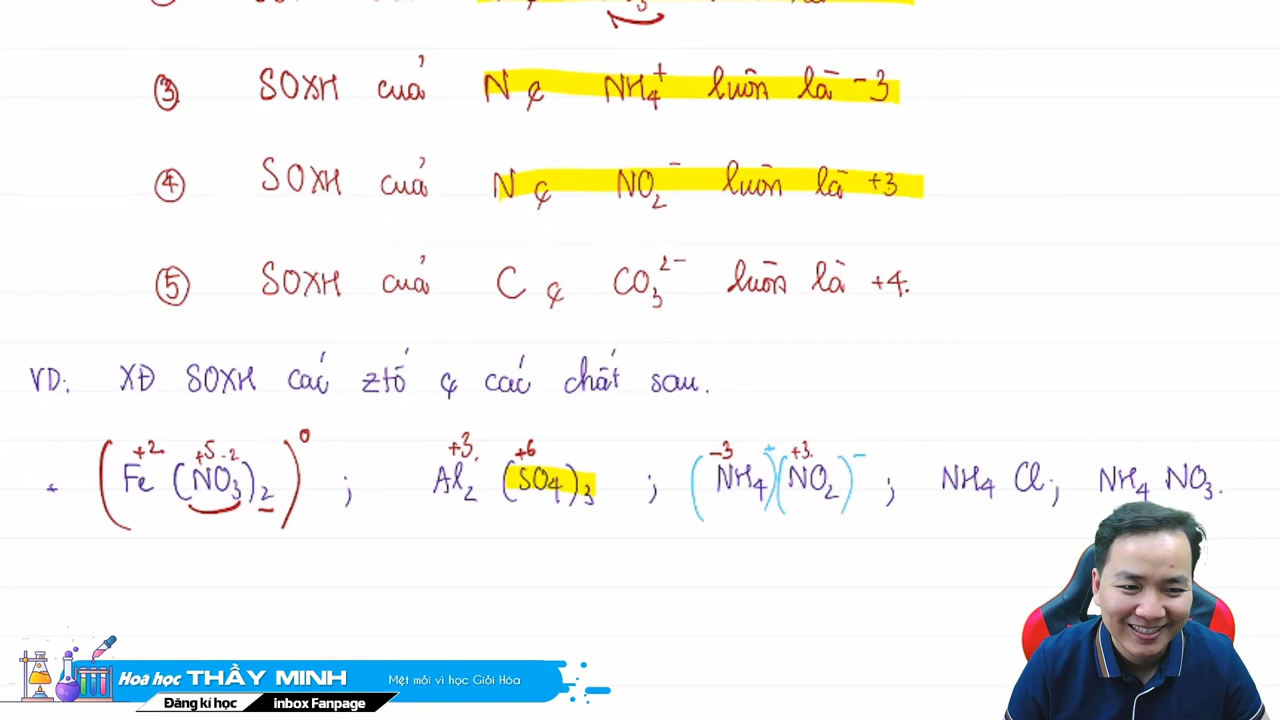 ③ SOXH của N ¢ NH₄⁺ luôn là -3
④ SOXH của N ¢ NO₂⁻ luôn là +3
⑤ SOXH của C ¢ CO₃²⁻ luôn là +4.
VD: XĐ SOXH các ztố ¢ các chất sau.
+2 +5 -2 0 +3. +6 -3 + +3. -
(Fe (NO₃)₂) ; Al₂ (SO₄)₃ ; (NH₄)(NO₂) ; NH₄ Cl ; NH₄ NO₃.
Hoá học THẦY MINH
Mệt mỏi vì học Giỏi Hóa
Đăng kí học inbox Fanpage